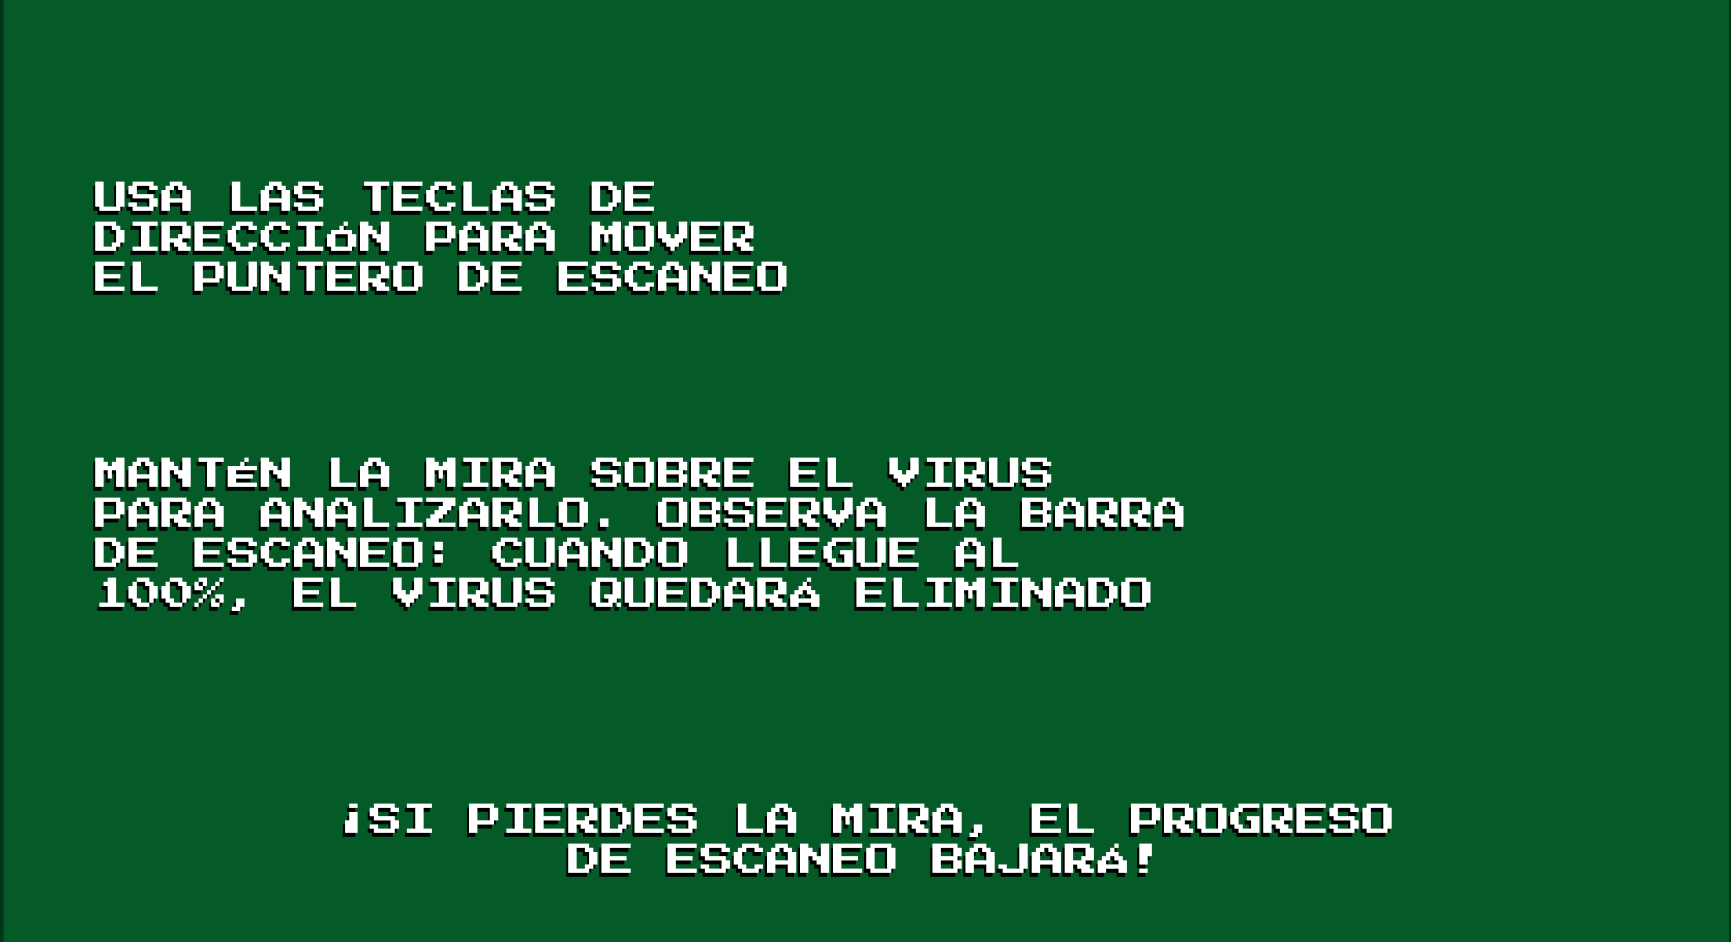 USA LAS TECLAS DE
DIRECCIóN PARA MOVER
EL PUNTERO DE ESCANEO
MANTéN LA MIRA SOBRE EL VIRUS
PARA ANALIZARLO. OBSERVA LA BARRA
DE ESCANEO: CUANDO LLEGUE AL
100%, EL VIRUS QUEDARá ELIMINADO
¡SI PIERDES LA MIRA, EL PROGRESO
DE ESCANEO BAJARá!